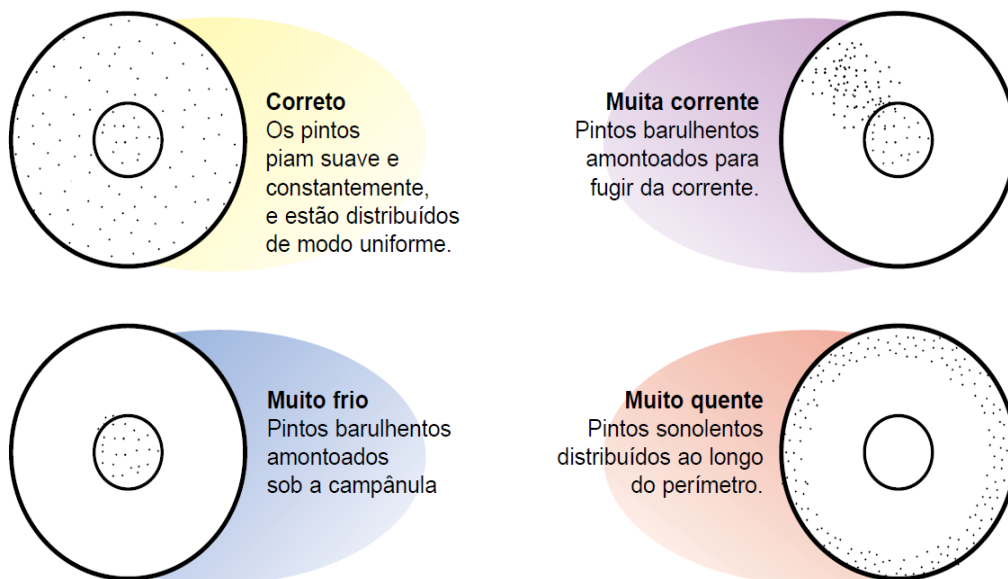 Correto
Os pintos
piam suave e
constantemente,
e estão distribuídos
de modo uniforme.
Muita corrente
Pintos barulhentos
amontoados para
fugir da corrente.
Muito frio
Pintos barulhentos
amontoados
sob a campânula
Muito quente
Pintos sonolentos
distribuídos ao longo
do perímetro.